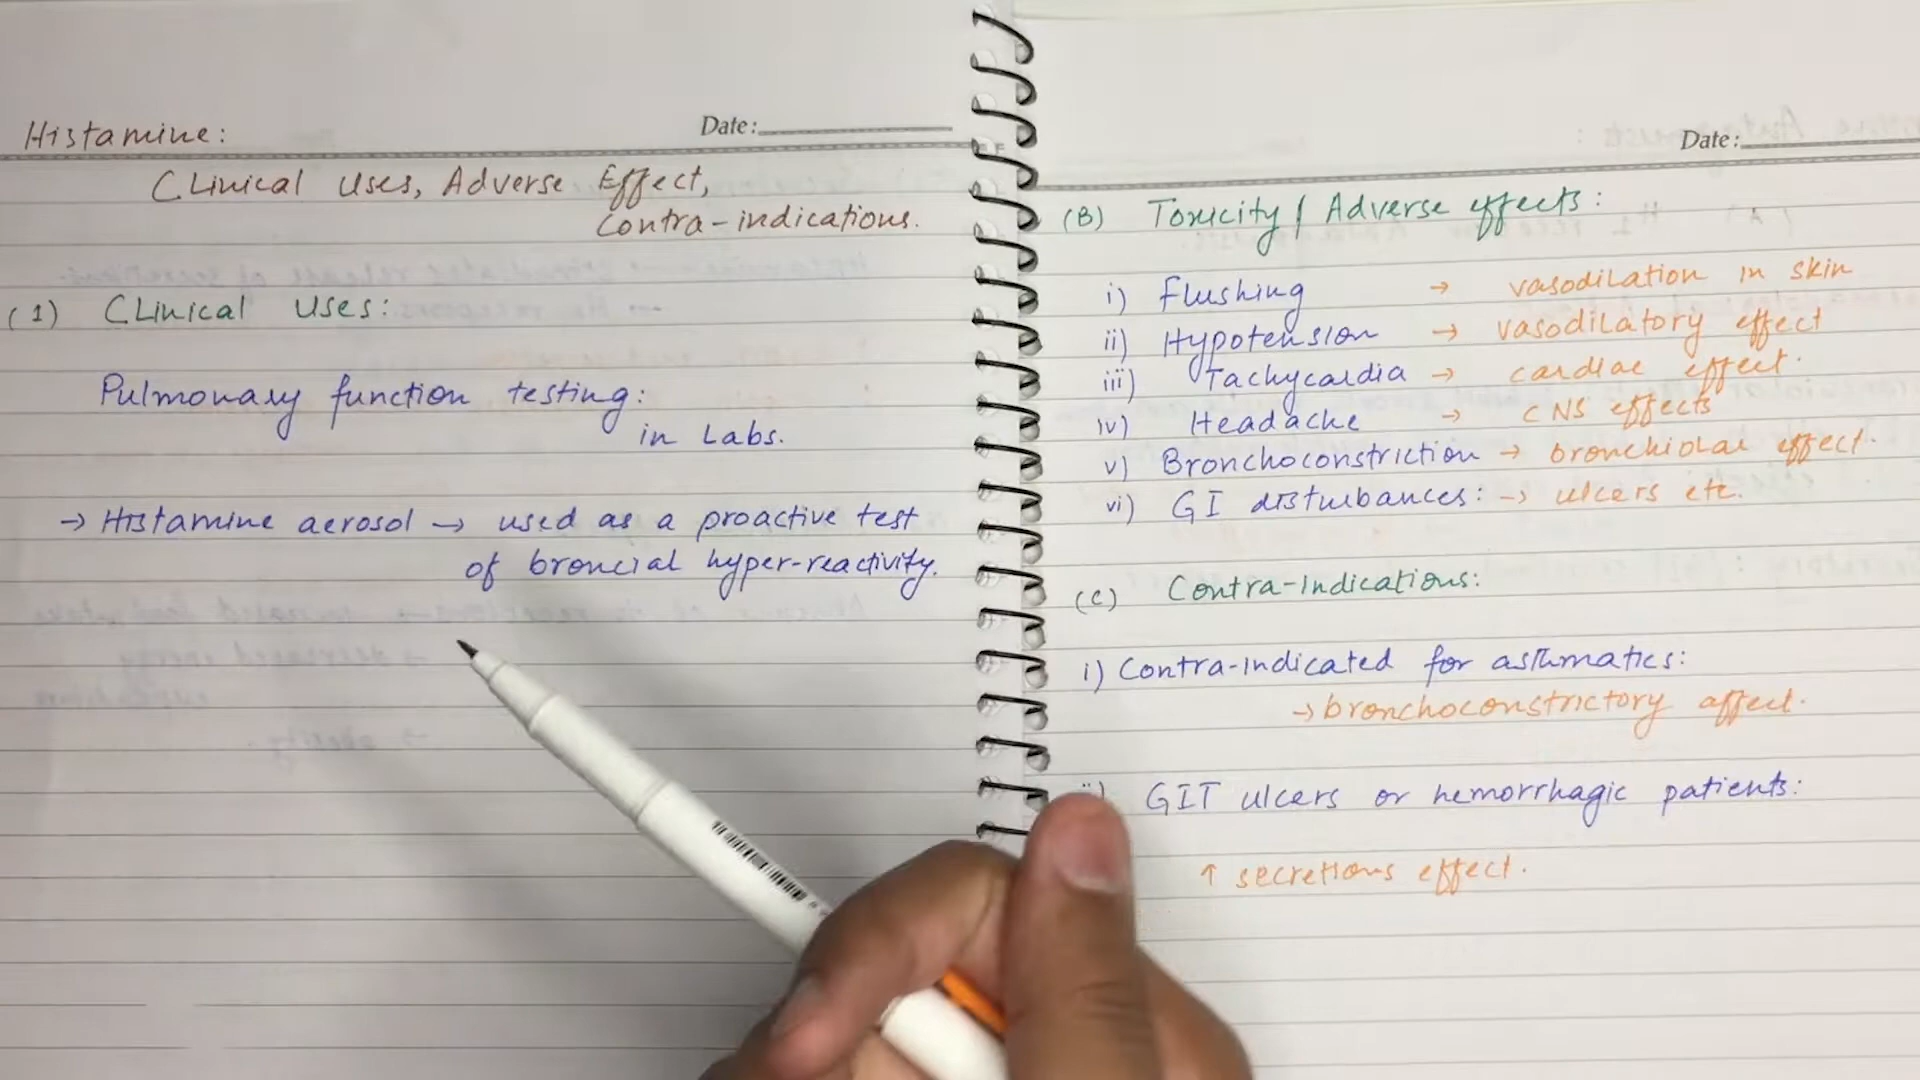 Histamine:
Date:
Clinical Uses, Adverse Effect,
Contra-indications.
(1) Clinical Uses:
Pulmonary function testing:
in Labs.
→ Histamine aerosol → used as a proactive test
of broncial hyper-reactivity.
Date:
(B) Toxicity / Adverse effects:
i) Flushing → vasodilation in skin
ii) Hypotension → vasodilatory effect
iii) Tachycardia → cardiac effect.
iv) Headache → CNS effects
v) Bronchoconstriction → bronchiolar effect.
vi) GI disturbances: → ulcers etc.
(C) Contra-indications:
i) Contra-indicated for asthmatics:
→ bronchoconstrictory affect.
ii) GIT ulcers or hemorrhagic patients:
↑ secretions effect.